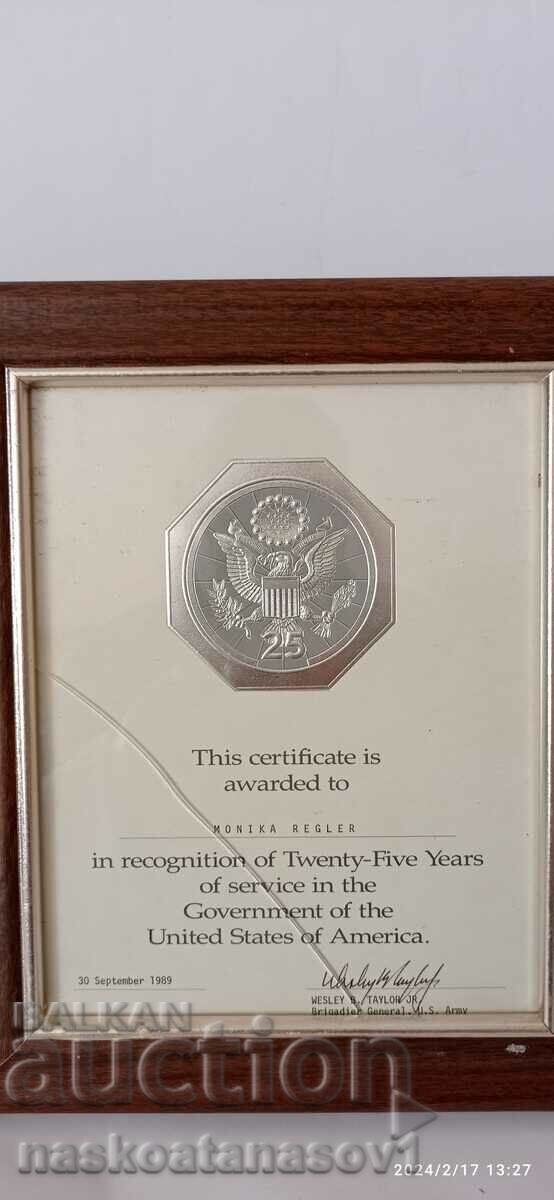 25
This certificate is
awarded to
MONIKA REGLER
in recognition of Twenty-Five Years
of service in the
Government of the
United States of America.
30 September 1989
WESLEY B. TAYLOR JR
Brigadier General, U.S. Army
BALKAN
auction
naskoatanasov1
2024/2/17 13:27